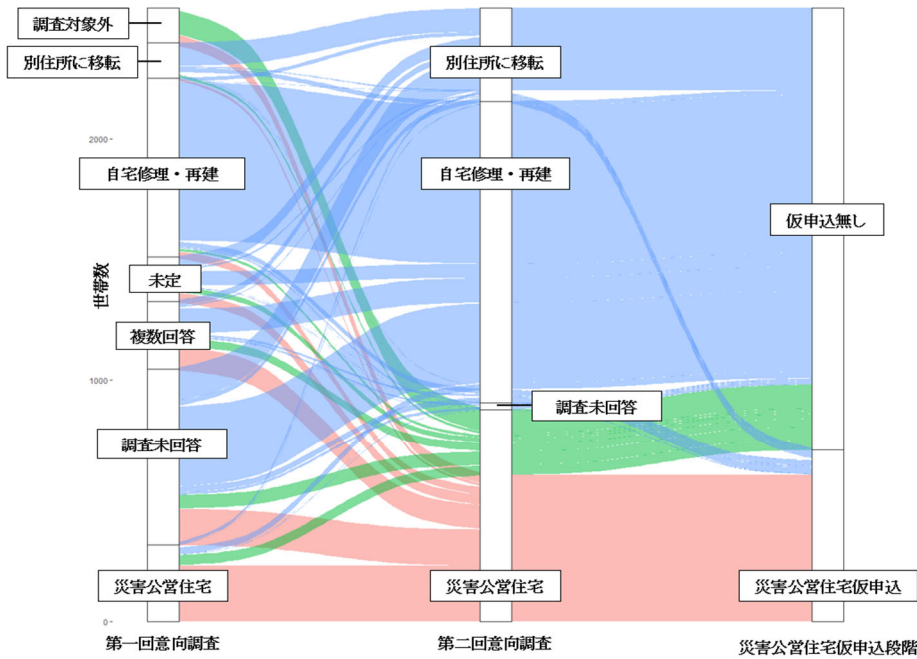 調査対象外
別住所に移転
自宅修理・再建
未定
複数回答
調査未回答
災害公営住宅
別住所に移転
自宅修理・再建
調査未回答
災害公営住宅
仮申込無し
災害公営住宅仮申込
2000
1000
0
世帯数
第一回意向調査
第二回意向調査
災害公営住宅仮申込段階